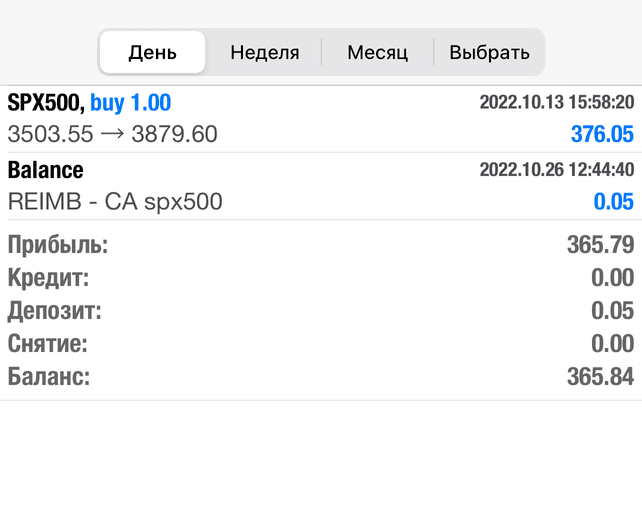 День Неделя Месяц Выбрать
SPX500, buy 1.00 2022.10.13 15:58:20
3503.55 → 3879.60 376.05
Balance 2022.10.26 12:44:40
REIMB - CA spx500 0.05
Прибыль: 365.79
Кредит: 0.00
Депозит: 0.05
Снятие: 0.00
Баланс: 365.84